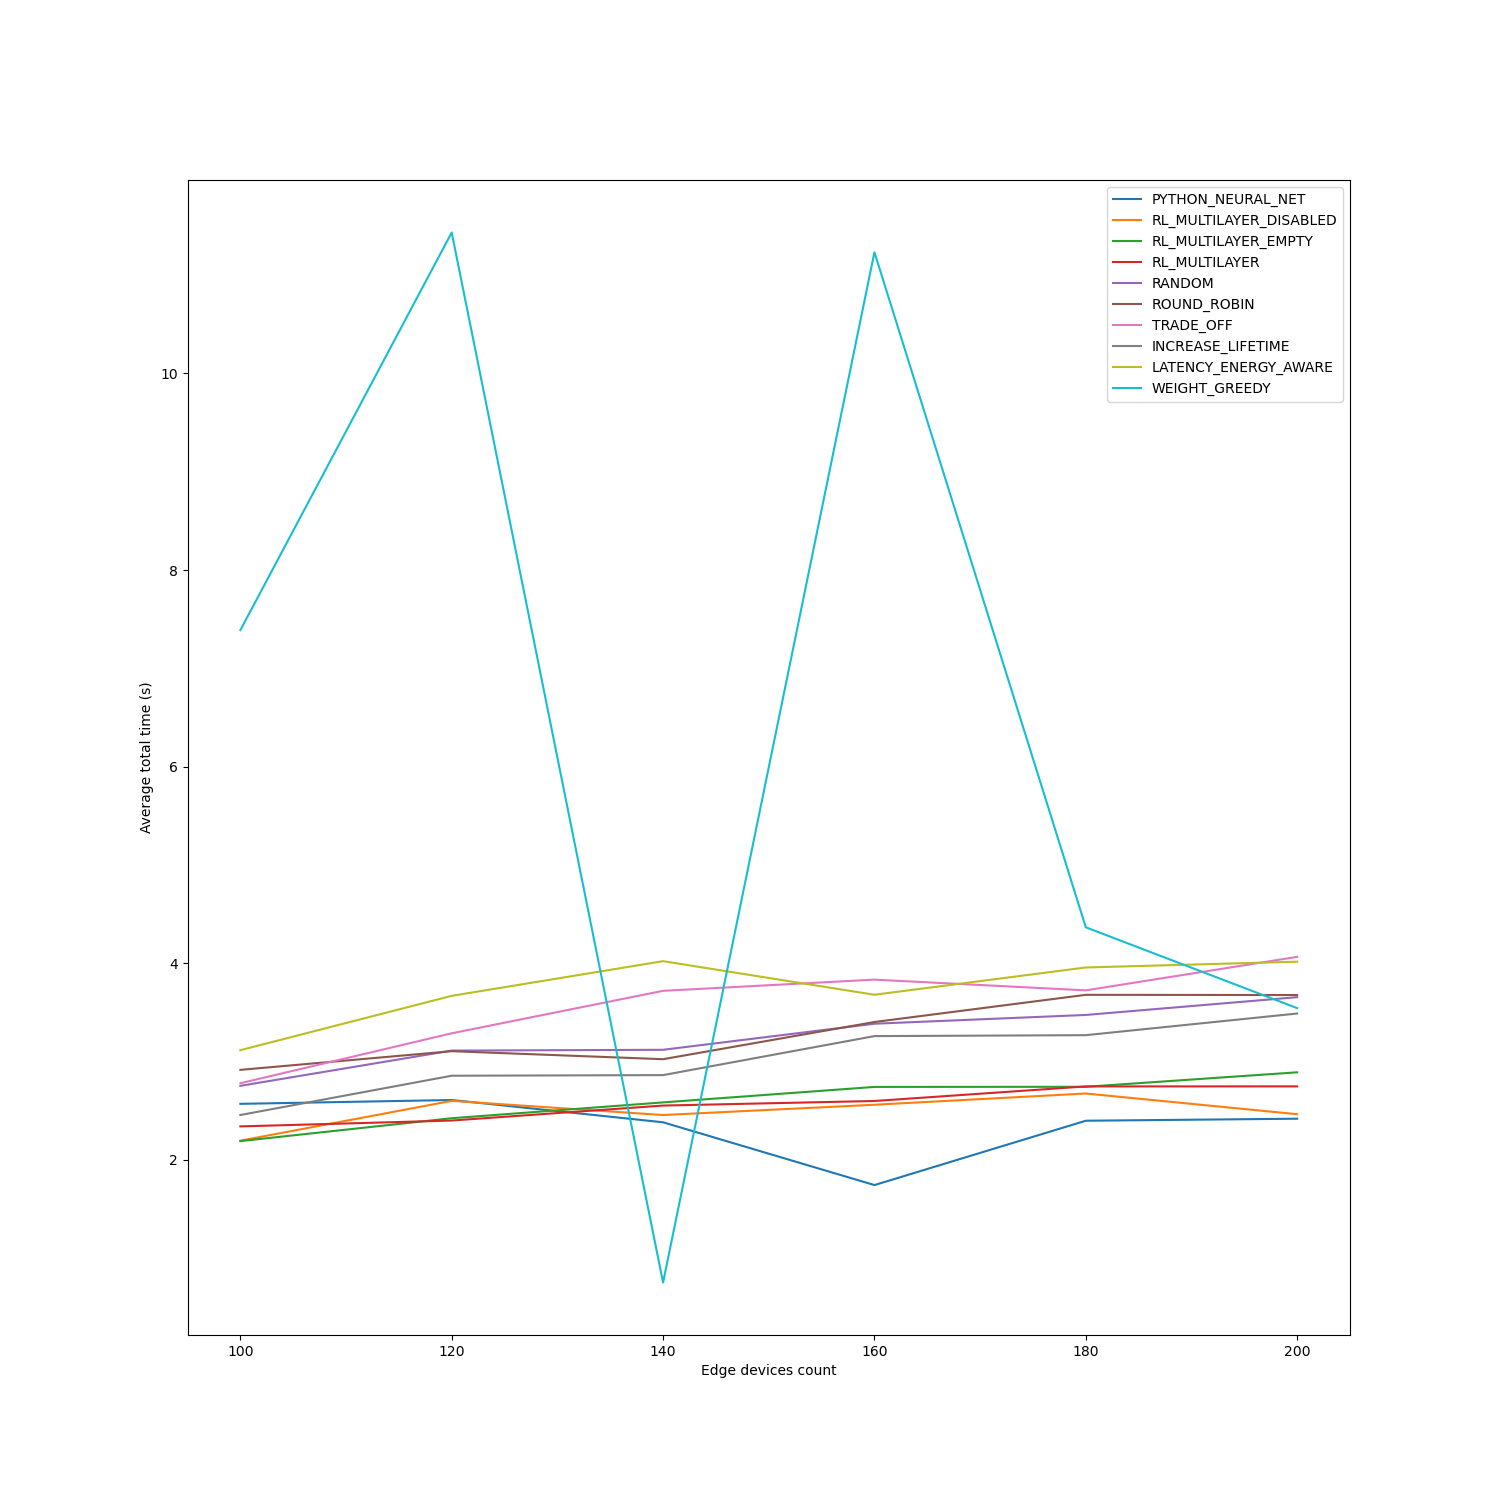 PYTHON_NEURAL_NET
RL_MULTILAYER_DISABLED
RL_MULTILAYER_EMPTY
RL_MULTILAYER
RANDOM
ROUND_ROBIN
TRADE_OFF
INCREASE_LIFETIME
LATENCY_ENERGY_AWARE
WEIGHT_GREEDY
10
8
6
4
2
Average total time (s)
100 120 140 160 180 200
Edge devices count